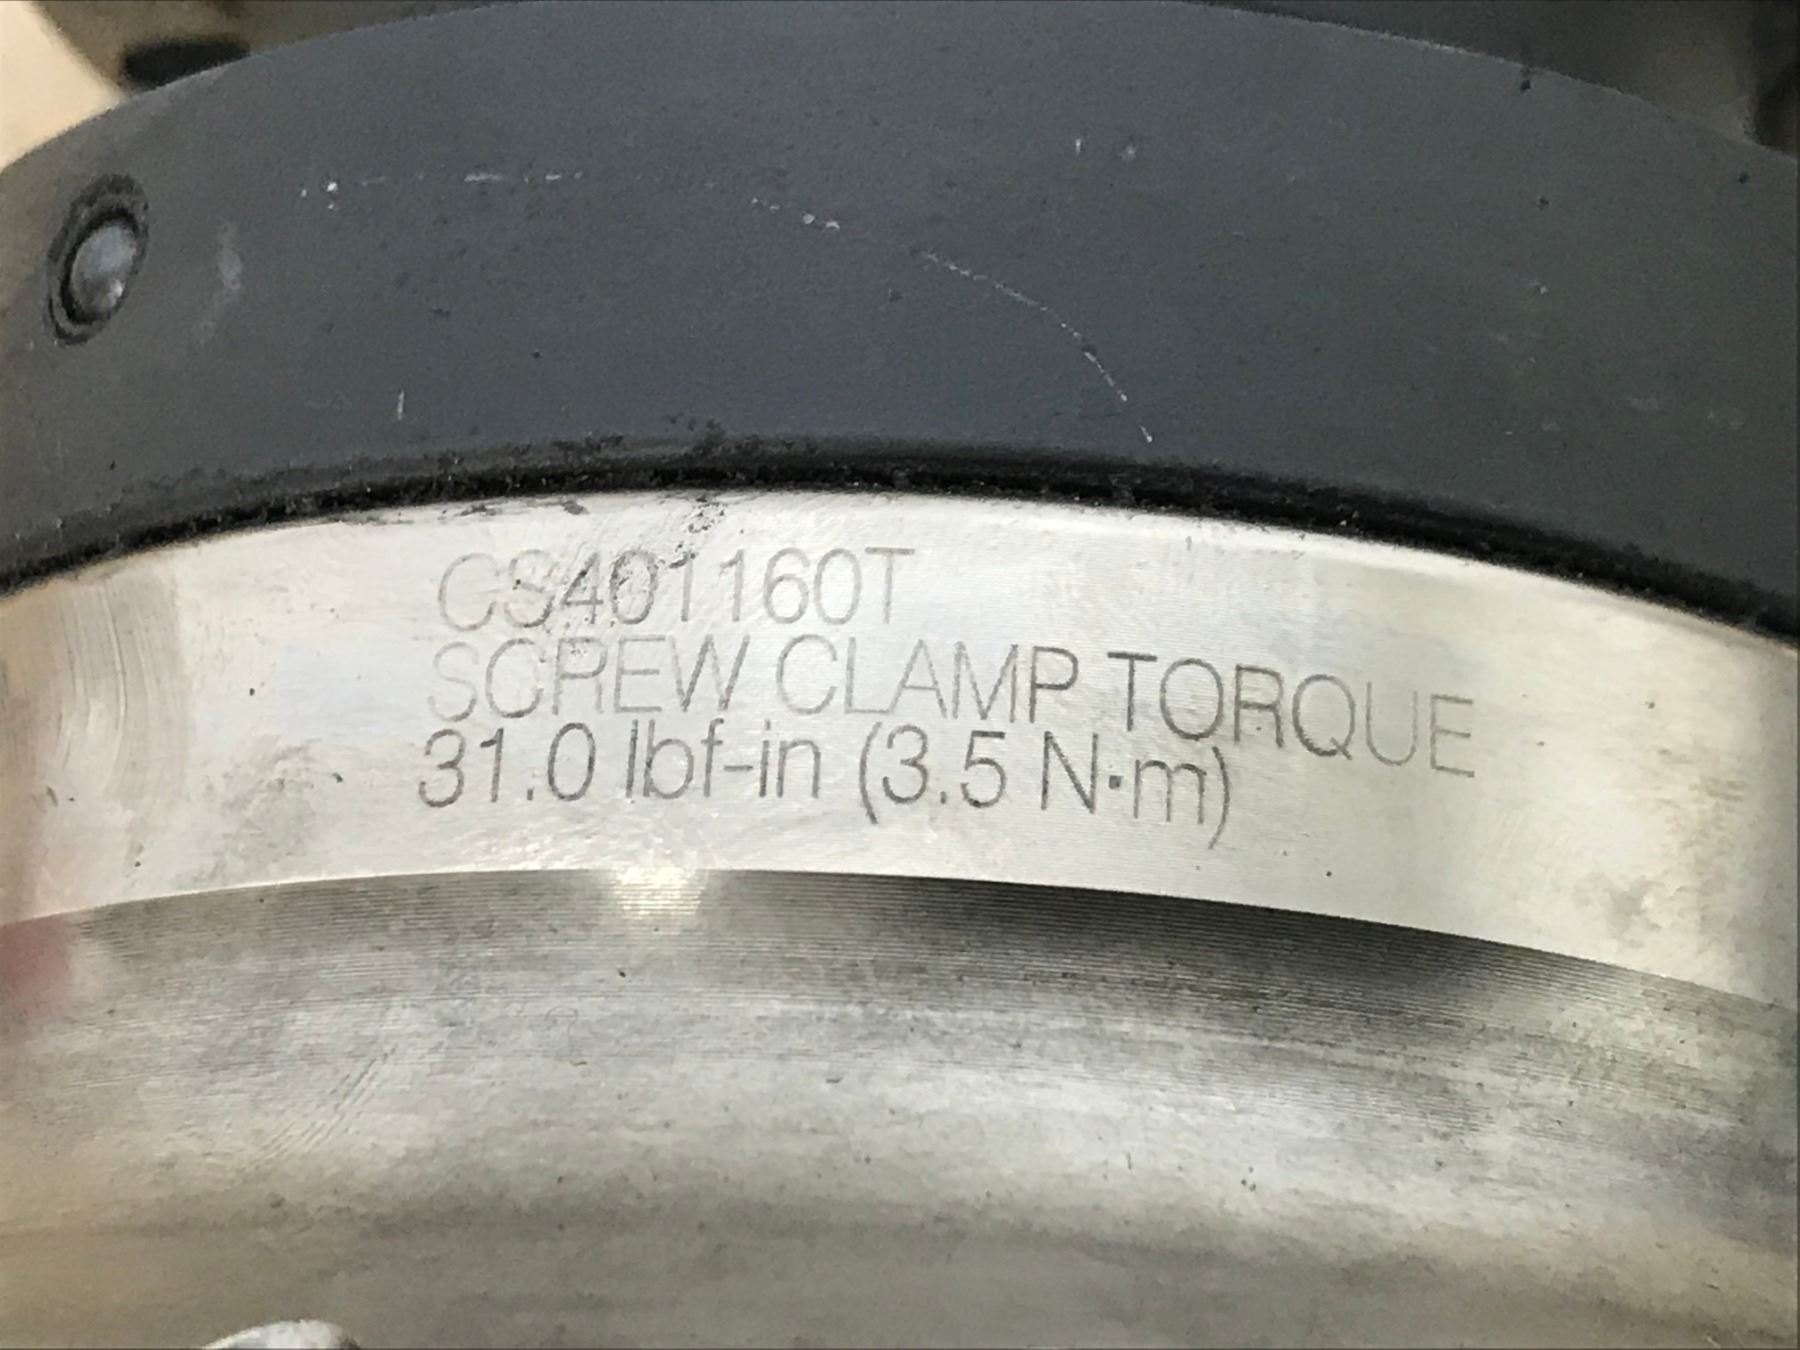 CS401160T
SCREW CLAMP TORQUE
31.0 lbf-in (3.5 N·m)